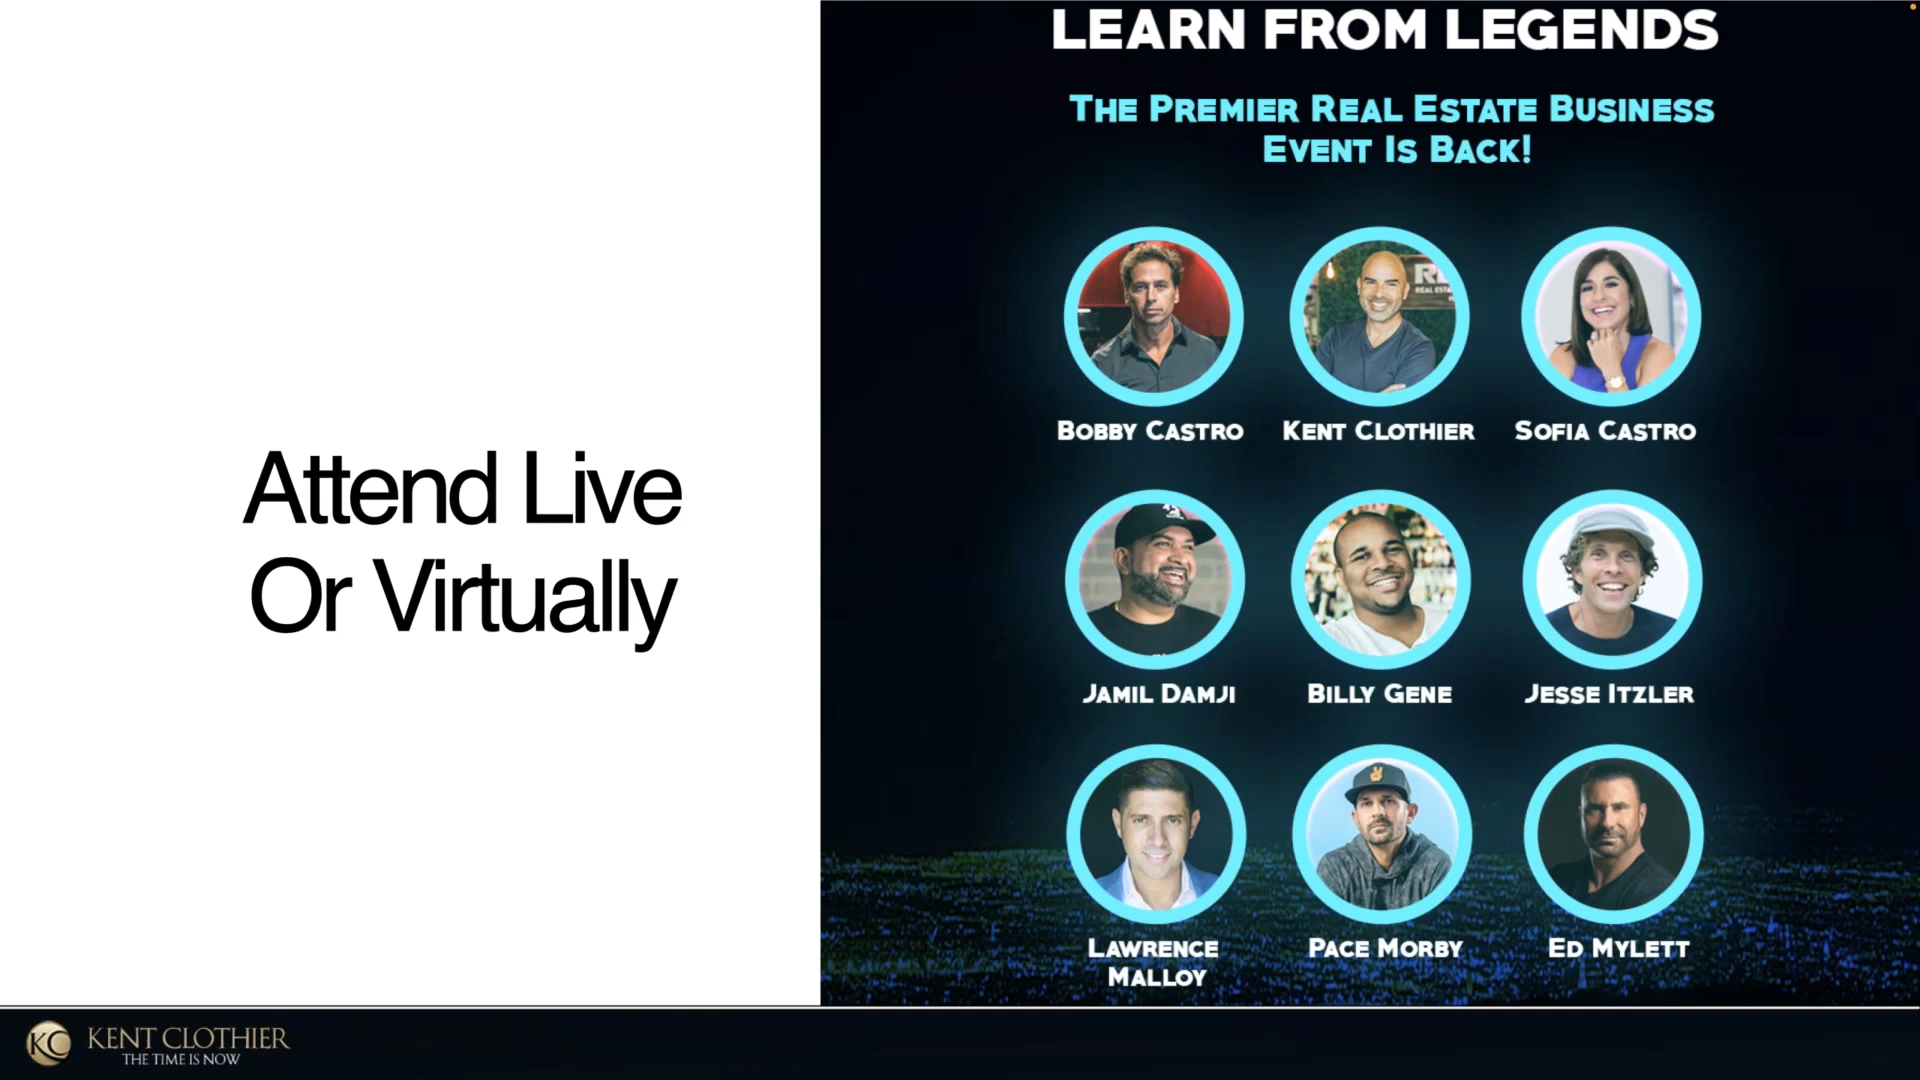 Attend Live
Or Virtually
LEARN FROM LEGENDS
THE PREMIER REAL ESTATE BUSINESS
EVENT IS BACK!
BOBBY CASTRO
KENT CLOTHIER
SOFIA CASTRO
JAMIL DAMJI
BILLY GENE
JESSE ITZLER
LAWRENCE
MALLOY
PACE MORBY
ED MYLETT
KC
KENT CLOTHIER
THE TIME IS NOW